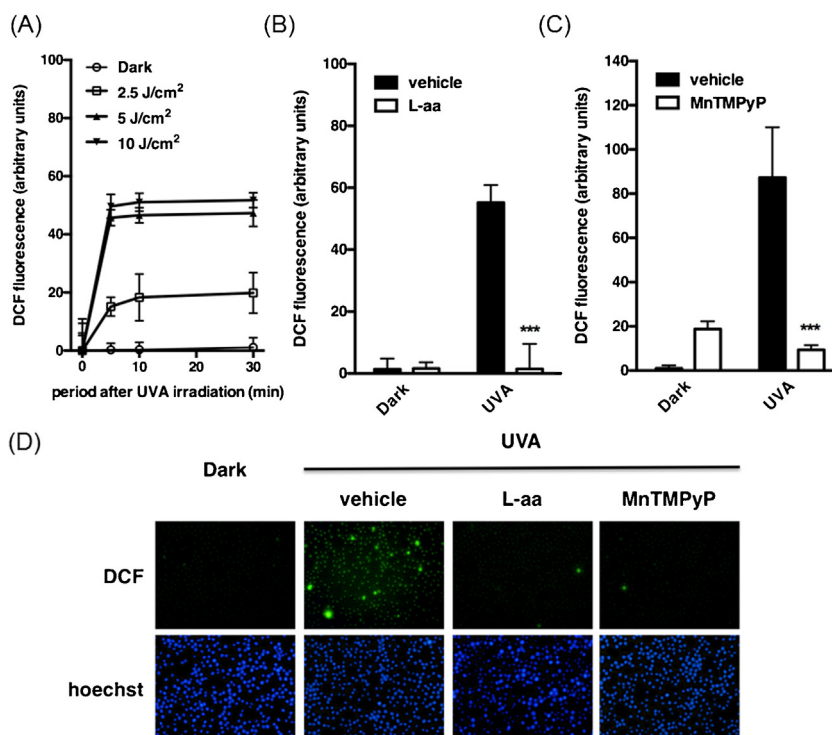 (A)
100
80
60
40
20
0
DCF fluorescence (arbitrary units)
Dark
2.5 J/cm²
5 J/cm²
10 J/cm²
0 10 20 30
period after UVA irradiation (min)
(B)
100
80
60
40
20
0
DCF fluorescence (arbitrary units)
vehicle
L-aa
***
Dark UVA
(C)
140
120
100
80
60
40
20
0
DCF fluorescence (arbitrary units)
vehicle
MnTMPyP
***
Dark UVA
(D)
UVA
Dark
vehicle L-aa MnTMPyP
DCF
hoechst